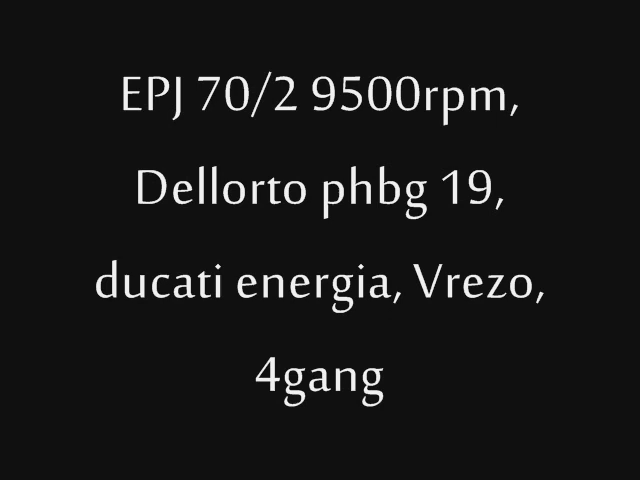 EPJ 70/2 9500rpm,
Dellorto phbg 19,
ducati energia, Vrezo,
4gang